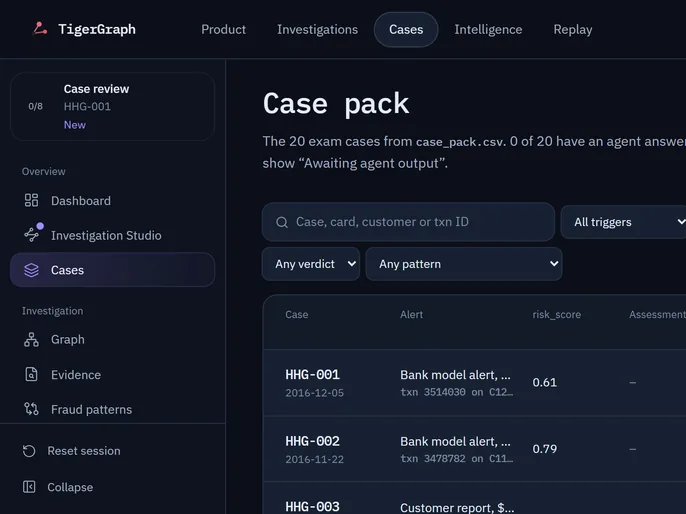 TigerGraph
Product
Investigations
Cases
Intelligence
Replay
0/8
Case review
HHG-001
New
Overview
Dashboard
Investigation Studio
Cases
Investigation
Graph
Evidence
Fraud patterns
Reset session
Collapse
Case pack
The 20 exam cases from case_pack.csv. 0 of 20 have an agent answer
show “Awaiting agent output”.
Case, card, customer or txn ID
All triggers
Any verdict
Any pattern
Case Alert risk_score Assessment
HHG-001 Bank model alert, … 0.61 –
2016-12-05 txn 3514030 on C12…
HHG-002 Bank model alert, … 0.79 –
2016-11-22 txn 3478782 on C11…
HHG-003 Customer report, $…